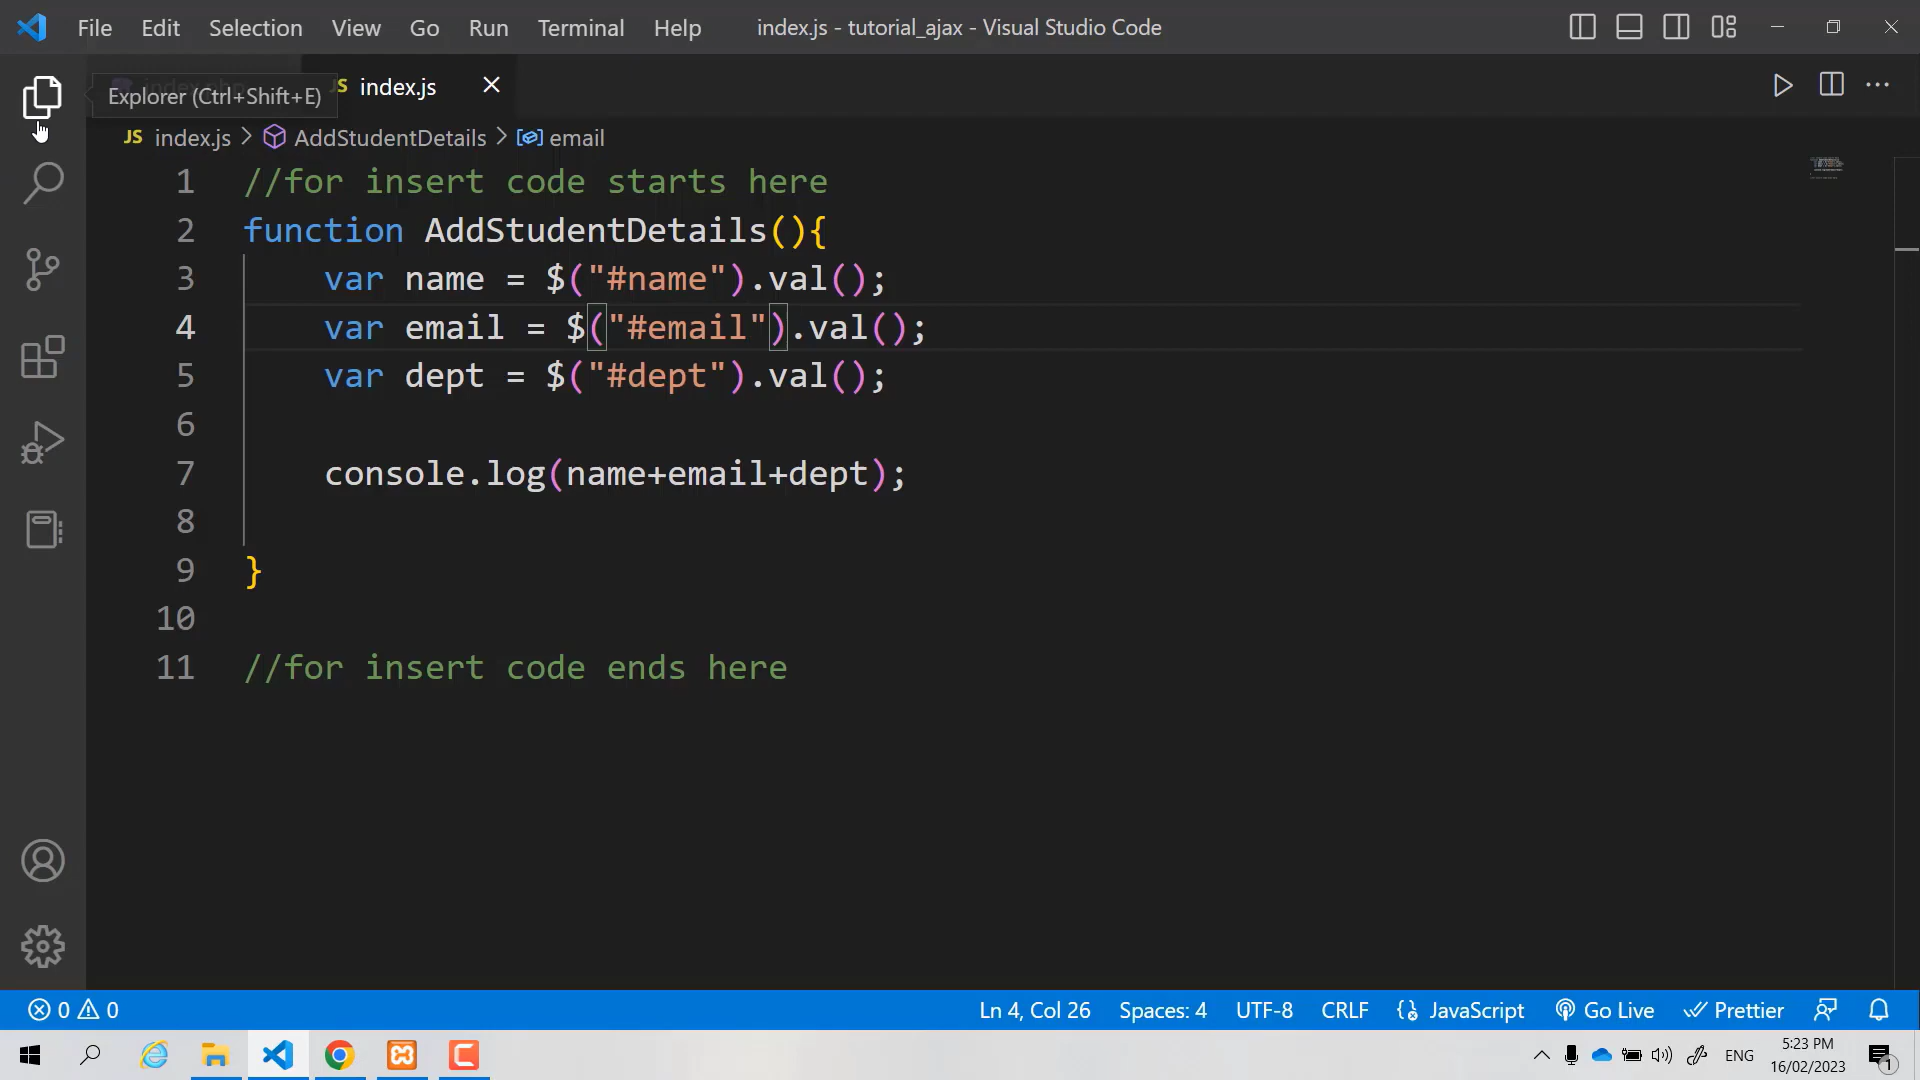 File Edit Selection View Go Run Terminal Help index.js - tutorial_ajax - Visual Studio Code
Explorer (Ctrl+Shift+E) JS index.js
JS index.js > AddStudentDetails > email
1 //for insert code starts here
2 function AddStudentDetails(){
3 var name = $("#name").val();
4 var email = $("#email").val();
5 var dept = $("#dept").val();
6
7 console.log(name+email+dept);
8
9 }
10
11 //for insert code ends here
0 0 Ln 4, Col 26 Spaces: 4 UTF-8 CRLF JavaScript Go Live Prettier
ENG 5:23 PM
16/02/2023 1